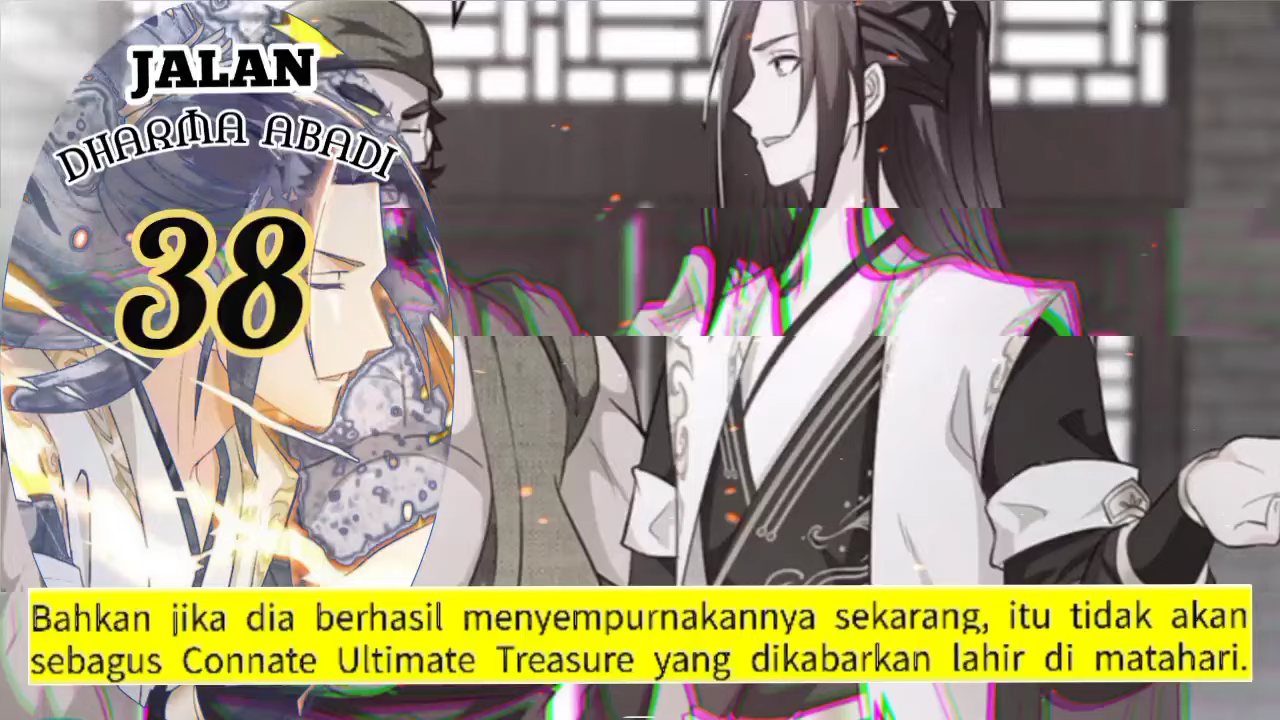 JALAN
DHARMA ABADI
38
Bahkan jika dia berhasil menyempurnakannya sekarang, itu tidak akan
sebagus Connate Ultimate Treasure yang dikabarkan lahir di matahari.